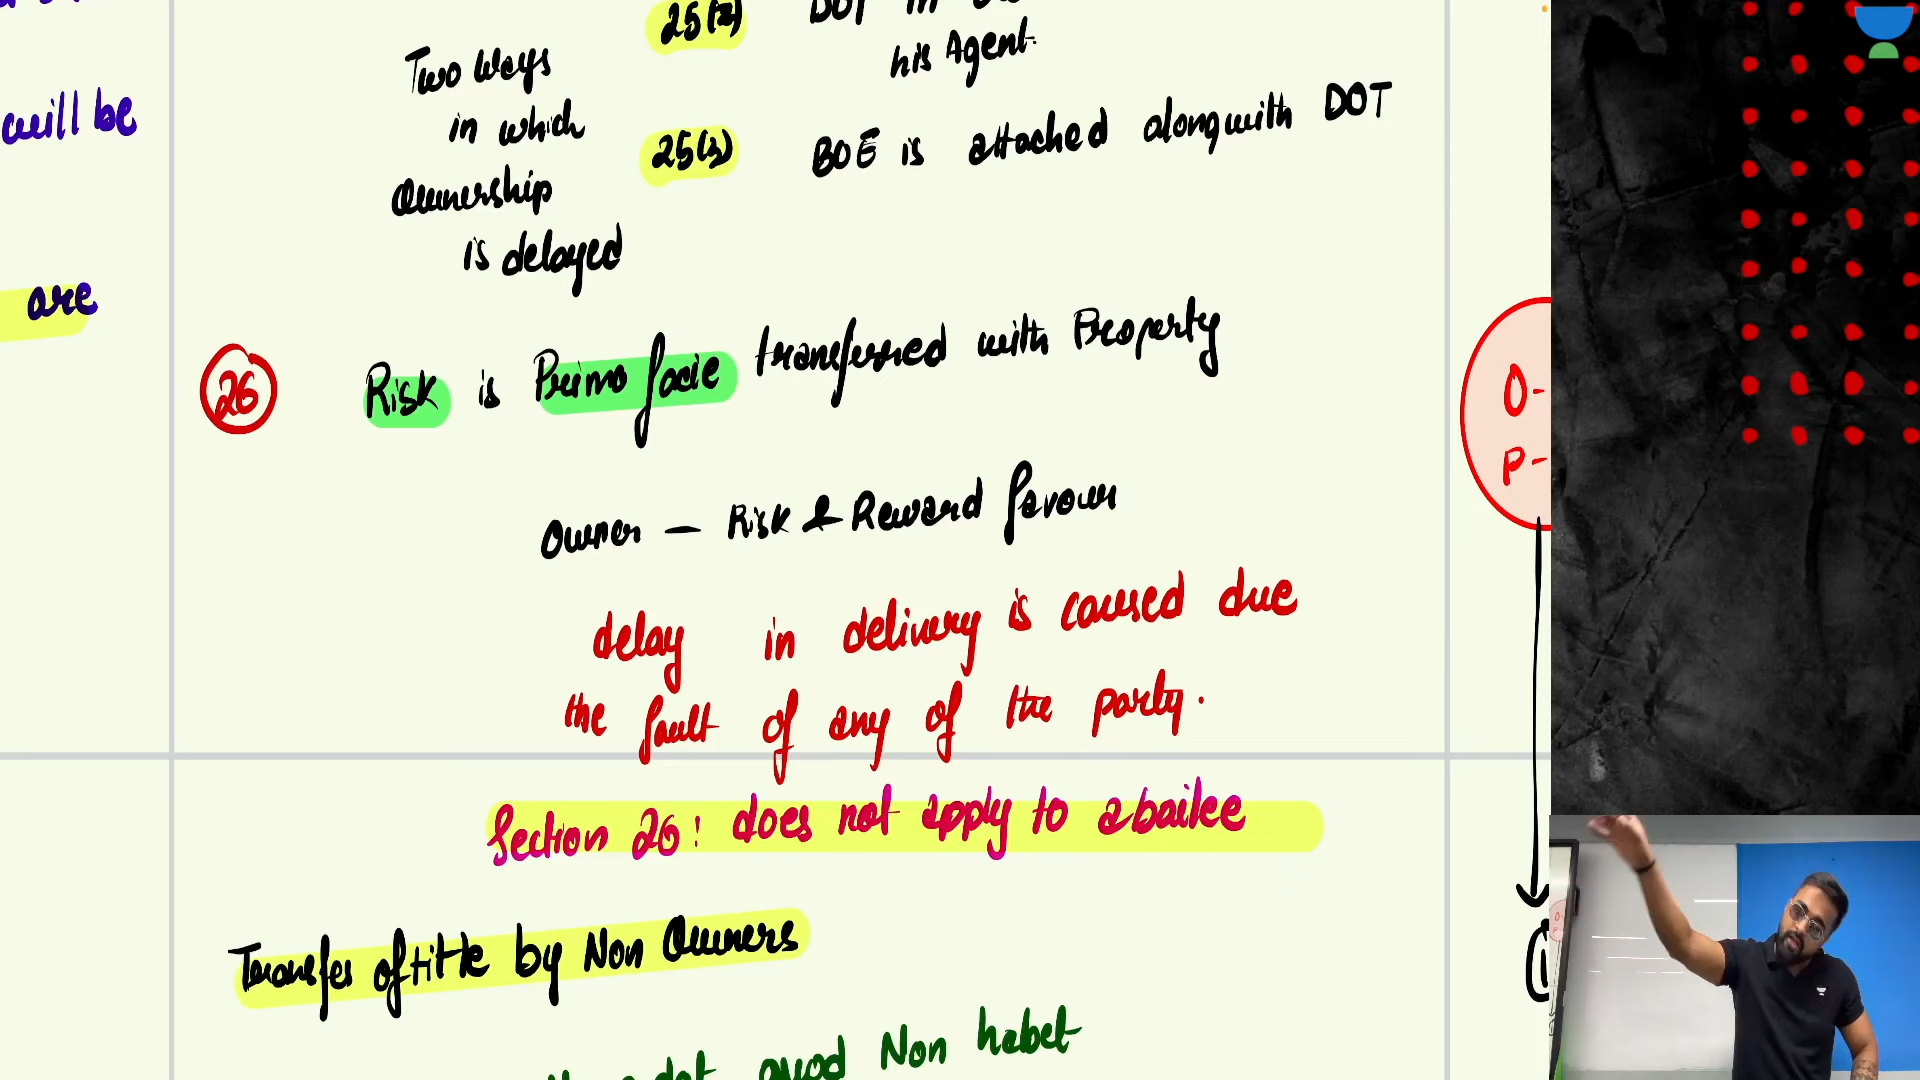 will be
are
25(2)
his Agent.
Two Ways
in which
Ownership
is delayed
25(3) BOE is attached alongwith DOT
26 Risk is Prima facie transferred with Property
Owner — Risk & Reward favour
delay in delivery is caused due
the fault of any of the party.
Section 26: does not apply to a bailee
Transfer of title by Non Owners
quod Non habet
O-
P-